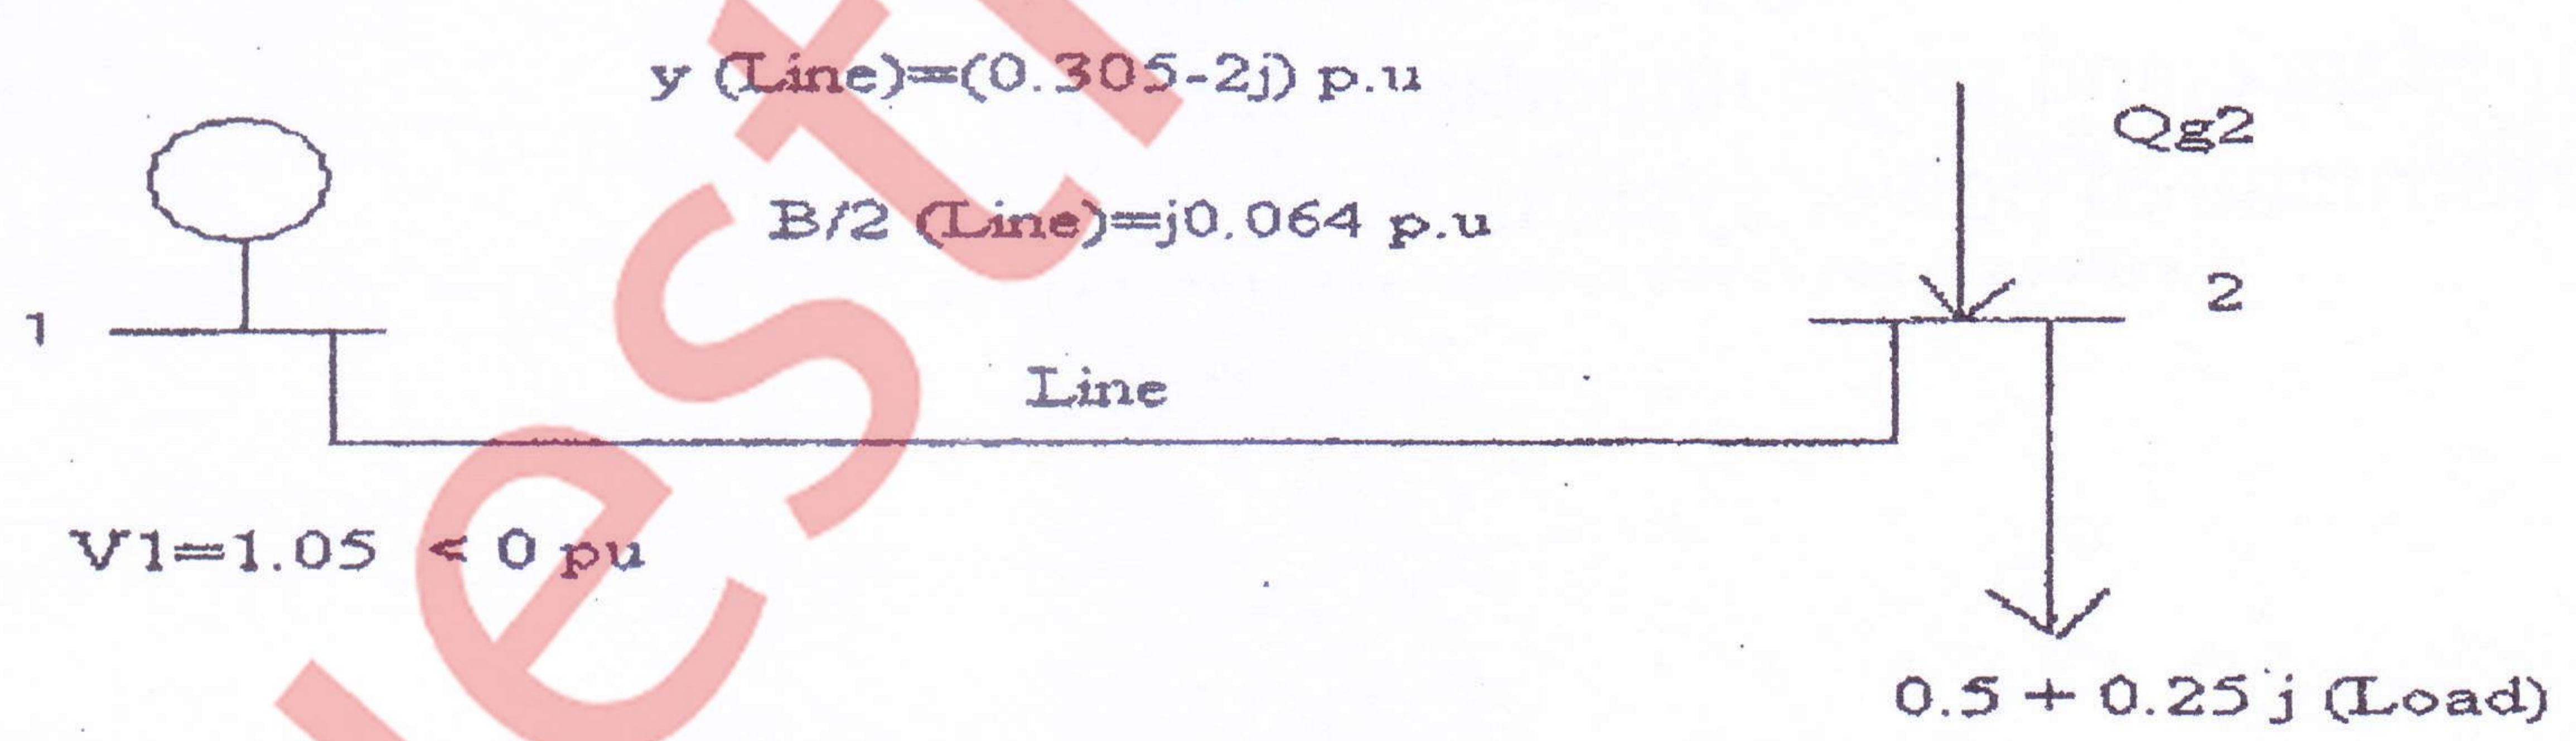 y (Line)=(0.305-2j) p.u
Qg2
B/2 (Line)=j0.064 p.u
2
1
Line
V1=1.05 < 0 pu
0.5 + 0.25 j (Load)